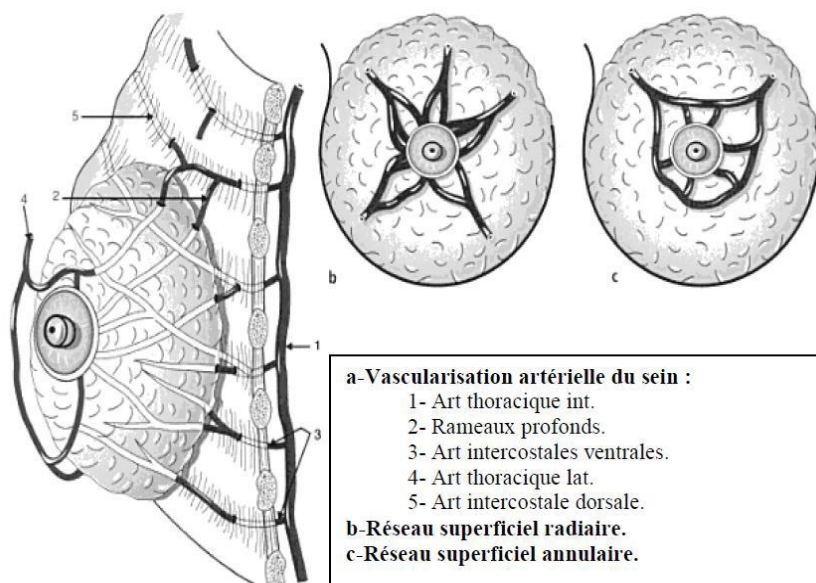 5
2
4
1
3
b
c
a-Vascularisation artérielle du sein :
1- Art thoracique int.
2- Rameaux profonds.
3- Art intercostales ventrales.
4- Art thoracique lat.
5- Art intercostale dorsale.
b-Réseau superficiel radiaire.
c-Réseau superficiel annulaire.